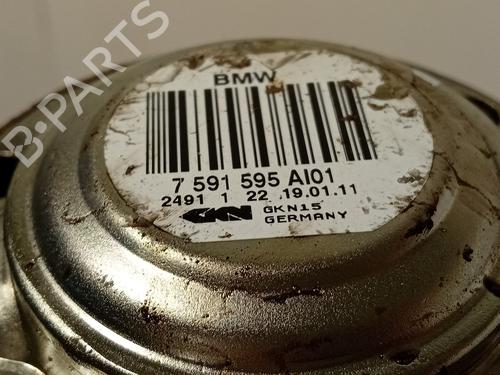 B-PARTS
BMW
7 591 595 AI01
2491 1 22 19.01.11
GKN GKN15
GERMANY